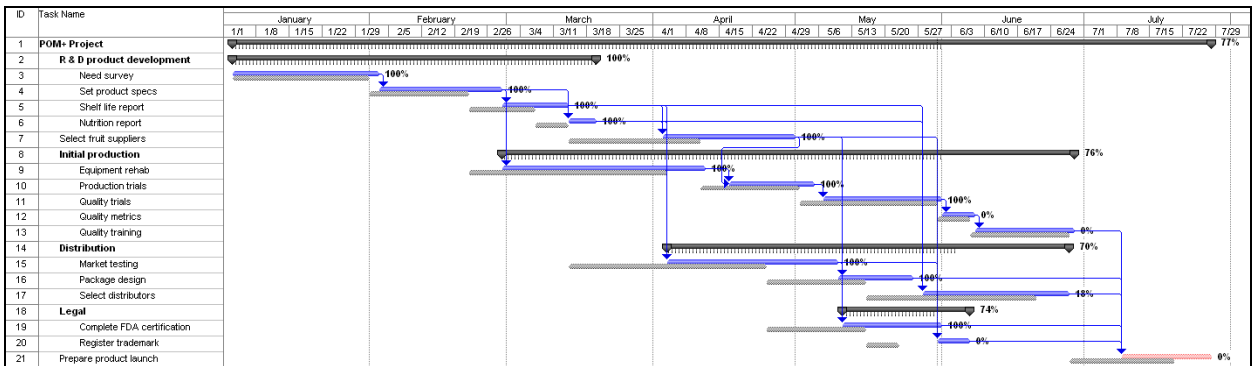 ID Task Name January February March April May June July
1/1 1/8 1/15 1/22 1/29 2/5 2/12 2/19 2/26 3/4 3/11 3/18 3/25 4/1 4/8 4/15 4/22 4/29 5/6 5/13 5/20 5/27 6/3 6/10 6/17 6/24 7/1 7/8 7/15 7/22 7/29
1 POM+ Project 77%
2 R & D product development 100%
3 Need survey 100%
4 Set product specs 100%
5 Shelf life report 100%
6 Nutrition report 100%
7 Select fruit suppliers 100%
8 Initial production 76%
9 Equipment rehab 100%
10 Production trials 100%
11 Quality trials 100%
12 Quality metrics 0%
13 Quality training 0%
14 Distribution 70%
15 Market testing 100%
16 Package design 100%
17 Select distributors 18%
18 Legal 74%
19 Complete FDA certification 100%
20 Register trademark 0%
21 Prepare product launch 0%